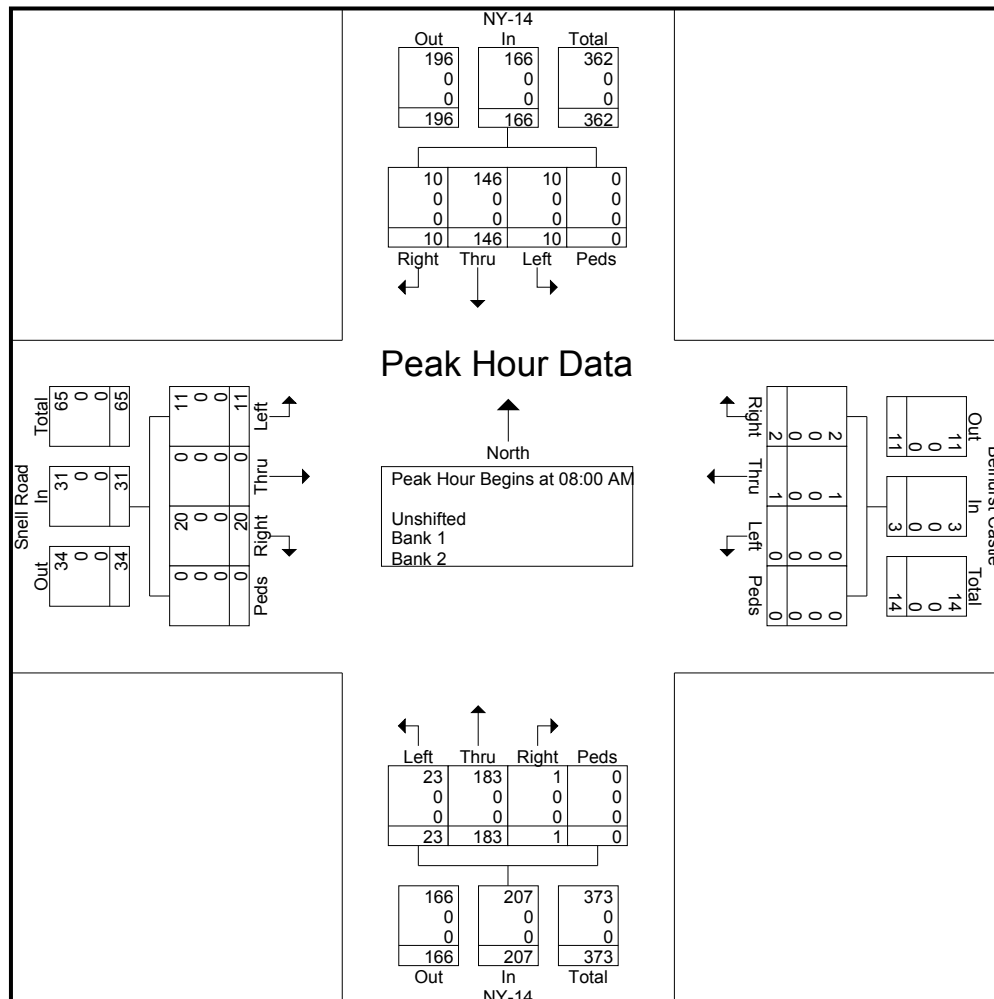 NY-14
Out In Total
196 166 362
0 0 0
0 0 0
196 166 362
10 146 10 0
0 0 0 0
0 0 0 0
10 146 10 0
Right Thru Left Peds
Peak Hour Data
North
Peak Hour Begins at 08:00 AM
Unshifted
Bank 1
Bank 2
Snell Road
Total In Out
65 31 34
0 0 0
0 0 0
65 31 34
11 0 20 0
0 0 0 0
0 0 0 0
11 0 20 0
Left Thru Right Peds
Belhurst Castle
Out In Total
11 3 14
0 0 0
0 0 0
11 3 14
2 1 0 0
0 0 0 0
0 0 0 0
2 1 0 0
Right Thru Left Peds
Left Thru Right Peds
23 183 1 0
0 0 0 0
0 0 0 0
23 183 1 0
166 207 373
0 0 0
0 0 0
166 207 373
Out In Total
NY-14